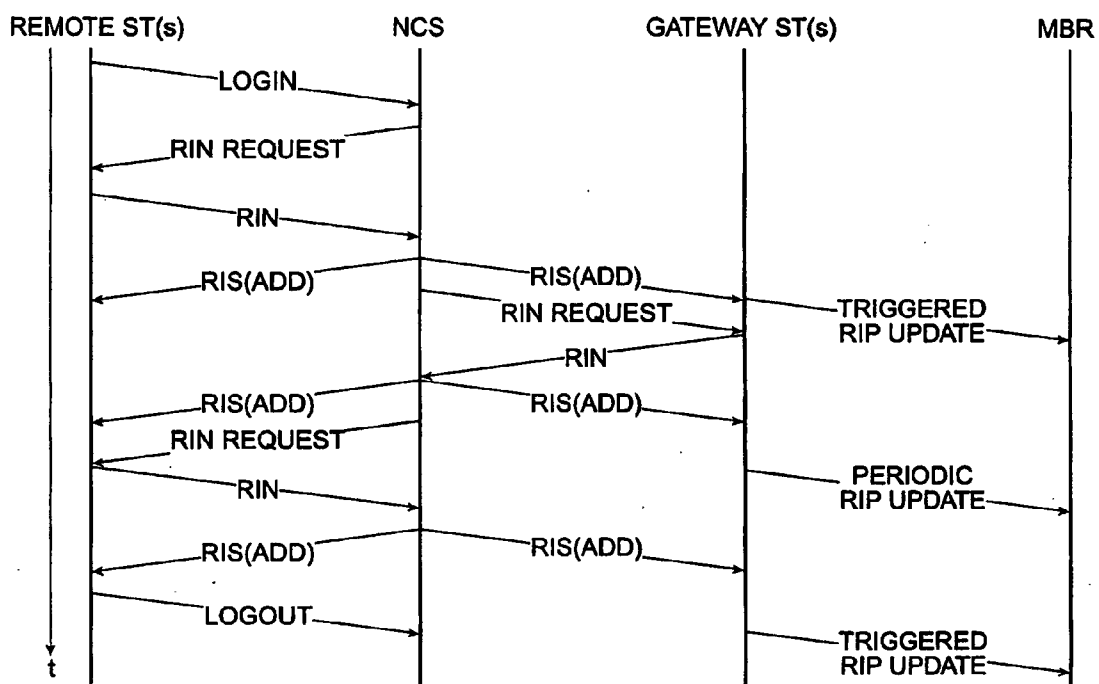 REMOTE ST(s) NCS GATEWAY ST(s) MBR
LOGIN
RIN REQUEST
RIN
RIS(ADD) RIS(ADD)
RIN REQUEST
TRIGGERED
RIP UPDATE
RIN
RIS(ADD) RIS(ADD)
RIN REQUEST
RIN
PERIODIC
RIP UPDATE
RIS(ADD) RIS(ADD)
LOGOUT
TRIGGERED
RIP UPDATE
t